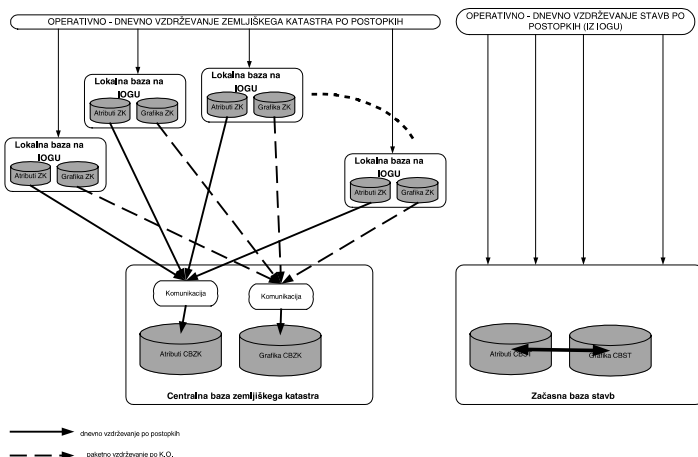 OPERATIVNO - DNEVNO VZDRŽEVANJE ZEMLJIŠKEGA KATASTRA PO POSTOPKIH
OPERATIVNO - DNEVNO VZDRŽEVANJE STAVB PO
POSTOPKIH (IZ IOGU)
Lokalna baza na
IOGU
Atributi ZK
Grafika ZK
Lokalna baza na
IOGU
Atributi ZK
Grafika ZK
Lokalna baza na
IOGU
Atributi ZK
Grafika ZK
Lokalna baza na
IOGU
Atributi ZK
Grafika ZK
Komunikacija
Komunikacija
Atributi CBZK
Grafika CBZK
Centralna baza zemljiškega katastra
Atributi CBST
Grafika CBST
Začasna baza stavb
dnevno vzdrževanje po postopkih
paketno vzdrževanje po K.O.